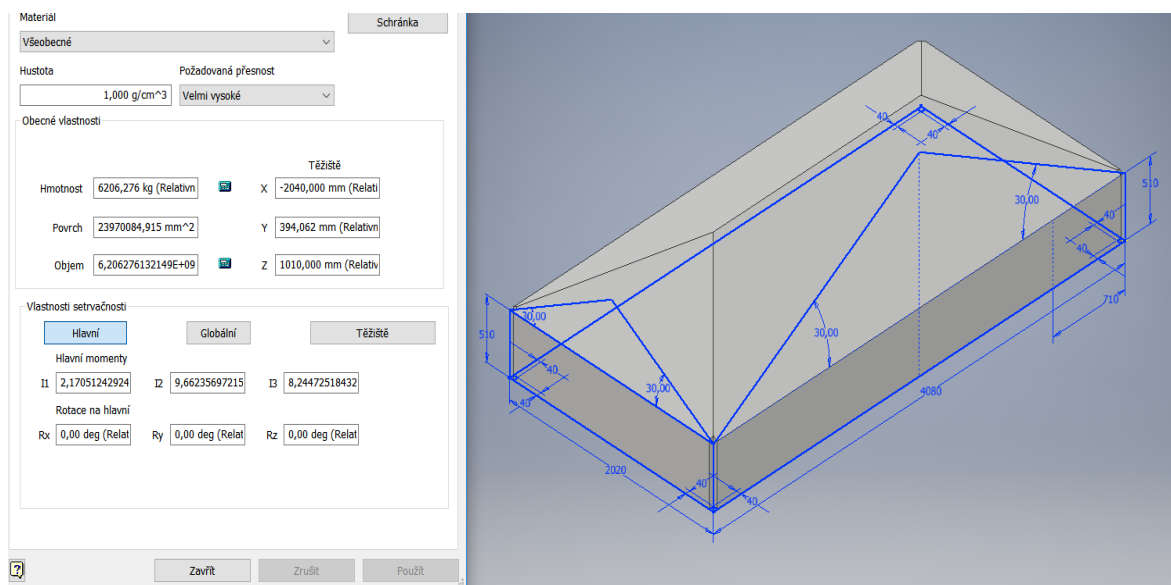 Materiál
Schránka
Všeobecné
Hustota Požadovaná přesnost
1,000 g/cm^3 Velmi vysoké
Obecné vlastnosti
Těžiště
Hmotnost 6206,276 kg (Relativn X -2040,000 mm (Relati
Povrch 23970084,915 mm^2 Y 394,062 mm (Relativn
Objem 6,206276132149E+09 Z 1010,000 mm (Relativ
Vlastnosti setrvačnosti
Hlavní Globální Těžiště
Hlavní momenty
I1 2,17051242924 I2 9,66235697215 I3 8,24472518432
Rotace na hlavní
Rx 0,00 deg (Relat Ry 0,00 deg (Relat Rz 0,00 deg (Relat
Zavřít Zrušit Použít
?
40
40
510
30,00
40
40
710
30,00
510
30,00
40
30,00
40
4080
2020
40
40